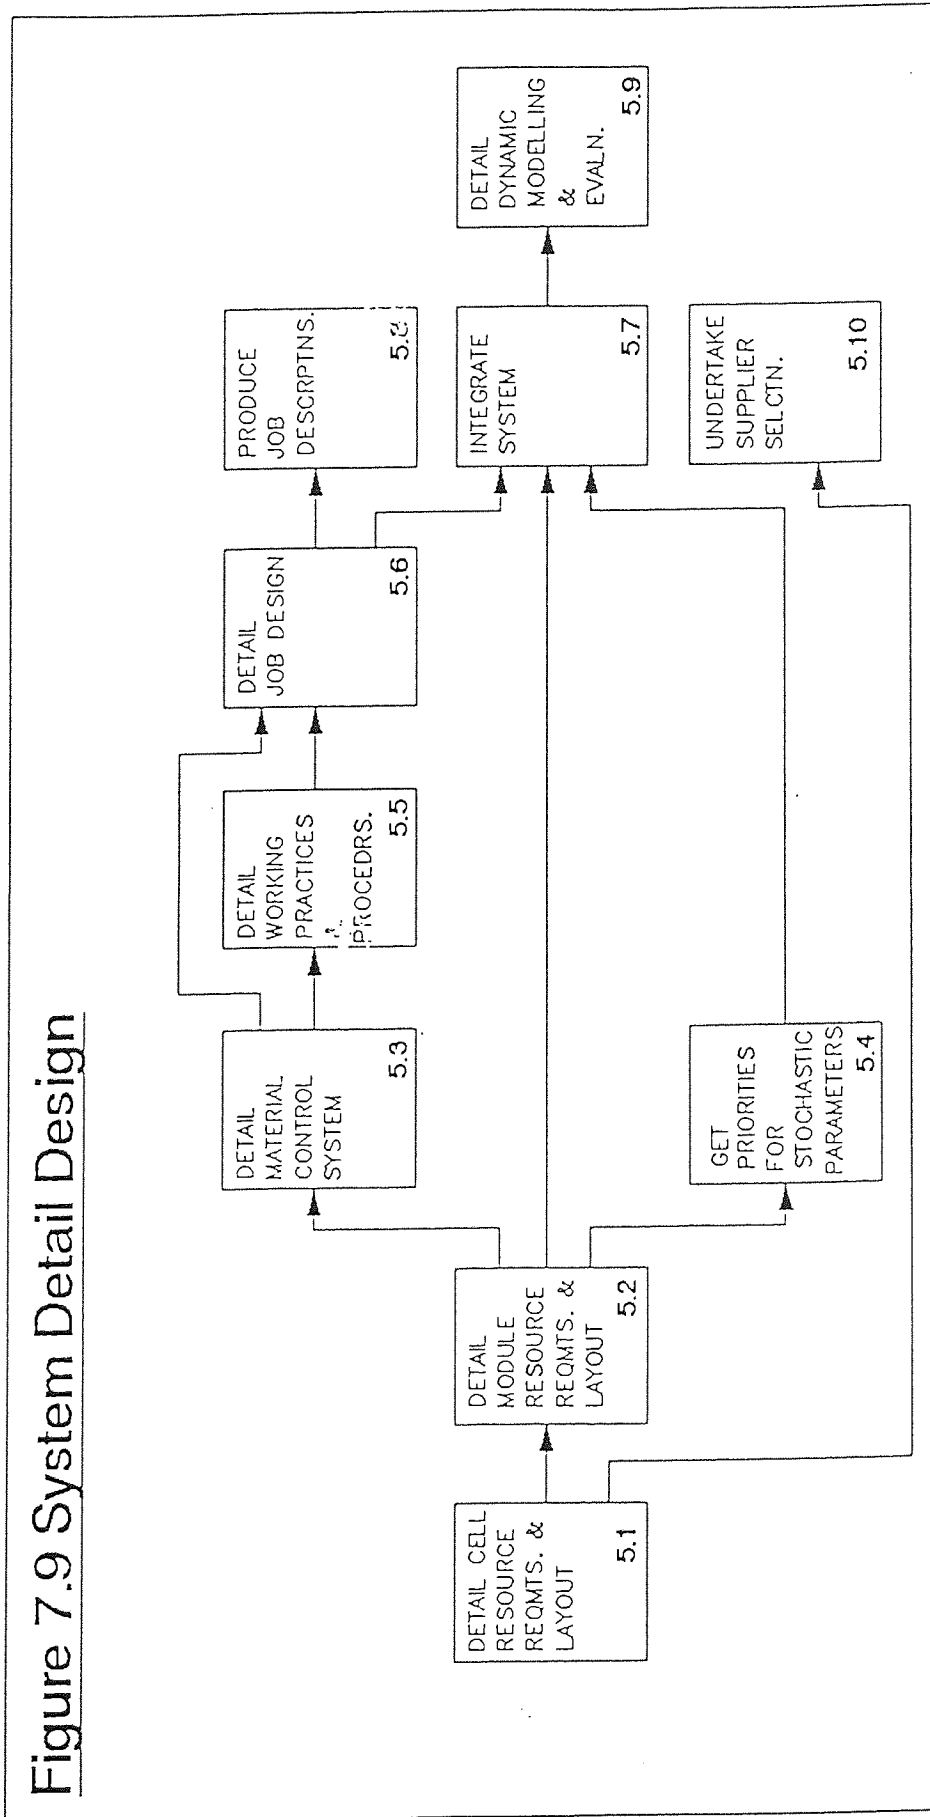 Figure 7.9 System Detail Design
DETAIL CELL
RESOURCE
REQMTS. &
LAYOUT
5.1
DETAIL
MODULE
RESOURCE
REQMTS. &
LAYOUT
5.2
DETAIL
MATERIAL
CONTROL
SYSTEM
5.3
GET
PRIORITIES
FOR
STOCHASTIC
PARAMETERS
5.4
DETAIL
WORKING
PRACTICES
&
PROCEDRS.
5.5
DETAIL
JOB DESIGN
5.6
PRODUCE
JOB
DESCRPTNS.
5.8
INTEGRATE
SYSTEM
5.7
UNDERTAKE
SUPPLIER
SELCTN.
5.10
DETAIL
DYNAMIC
MODELLING
&
EVALN.
5.9